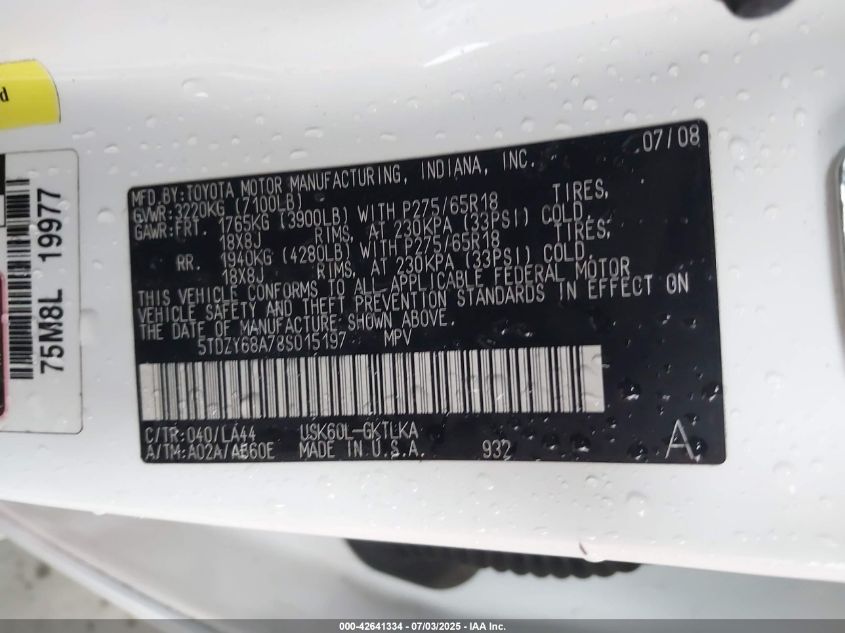 75M8L 19977
MFD.BY:TOYOTA MOTOR MANUFACTURING, INDIANA, INC. 07/08
GVWR:3220KG (7100LB)
GAWR:FRT. 1765KG (3900LB) WITH P275/65R18 TIRES,
18X8J RIMS, AT 230KPA (33PSI) COLD.
RR. 1940KG (4280LB) WITH P275/65R18 TIRES,
18X8J RIMS, AT 230KPA (33PSI) COLD.
THIS VEHICLE CONFORMS TO ALL APPLICABLE FEDERAL MOTOR
VEHICLE SAFETY AND THEFT PREVENTION STANDARDS IN EFFECT ON
THE DATE OF MANUFACTURE SHOWN ABOVE.
5TDZY68A78S015197 MPV
C/TR:040/LA44 USK60L-GKTLKA
A/TM:A02A/AB60E MADE IN U.S.A. 932 A
000-42641334 - 07/03/2025 - IAA Inc.